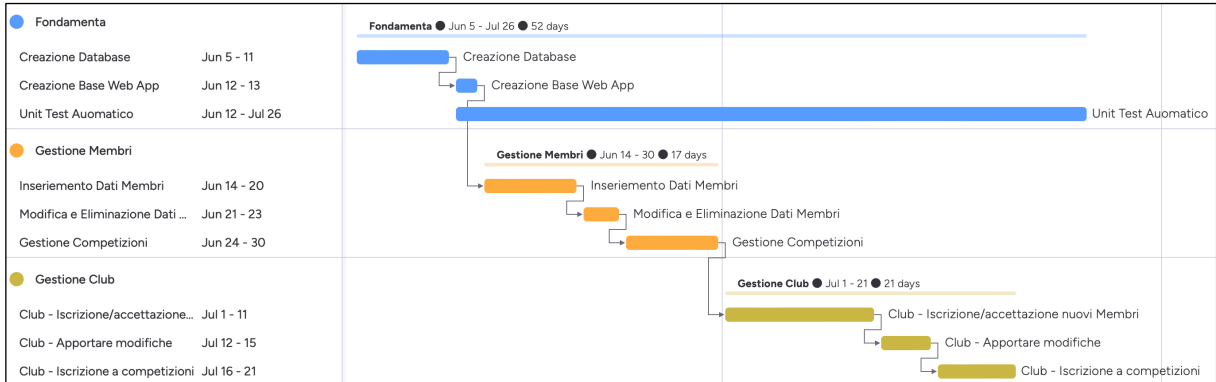 Fondamenta
Fondamenta ● Jun 5 - Jul 26 ● 52 days
Creazione Database Jun 5 - 11 Creazione Database
Creazione Base Web App Jun 12 - 13 Creazione Base Web App
Unit Test Auomatico Jun 12 - Jul 26 Unit Test Auomatico
Gestione Membri
Gestione Membri ● Jun 14 - 30 ● 17 days
Inseriemento Dati Membri Jun 14 - 20 Inseriemento Dati Membri
Modifica e Eliminazione Dati ... Jun 21 - 23 Modifica e Eliminazione Dati Membri
Gestione Competizioni Jun 24 - 30 Gestione Competizioni
Gestione Club
Gestione Club ● Jul 1 - 21 ● 21 days
Club - Iscrizione/accettazione... Jul 1 - 11 Club - Iscrizione/accettazione nuovi Membri
Club - Apportare modifiche Jul 12 - 15 Club - Apportare modifiche
Club - Iscrizione a competizioni Jul 16 - 21 Club - Iscrizione a competizioni